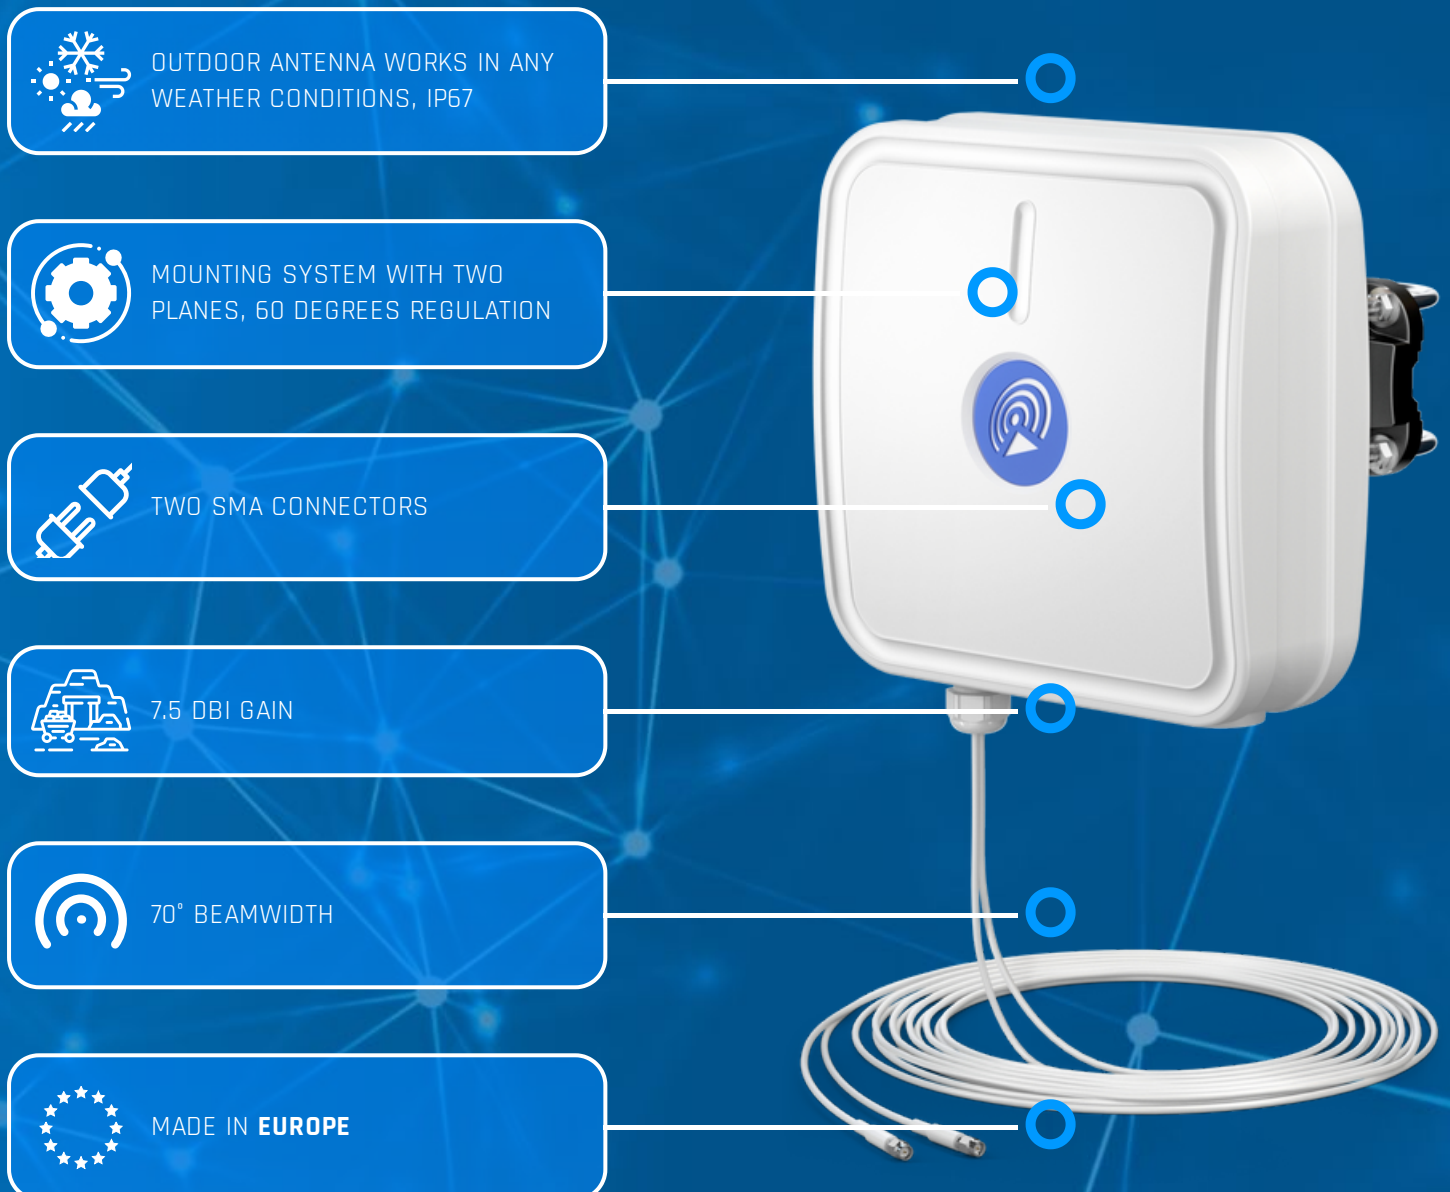 OUTDOOR ANTENNA WORKS IN ANY
WEATHER CONDITIONS, IP67
MOUNTING SYSTEM WITH TWO
PLANES, 60 DEGREES REGULATION
TWO SMA CONNECTORS
7.5 DBI GAIN
70° BEAMWIDTH
MADE IN EUROPE